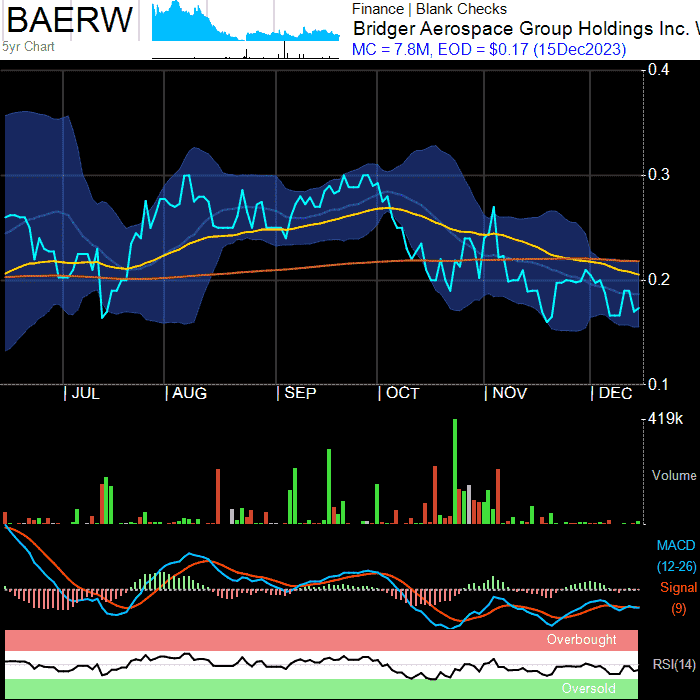 BAERW
5yr Chart
Finance | Blank Checks
Bridger Aerospace Group Holdings Inc. W
MC = 7.8M, EOD = $0.17 (15Dec2023)
0.4
0.3
0.2
0.1
| JUL | AUG | SEP | OCT | NOV | DEC
419k
Volume
MACD
(12-26)
Signal
(9)
Overbought
RSI(14)
Oversold